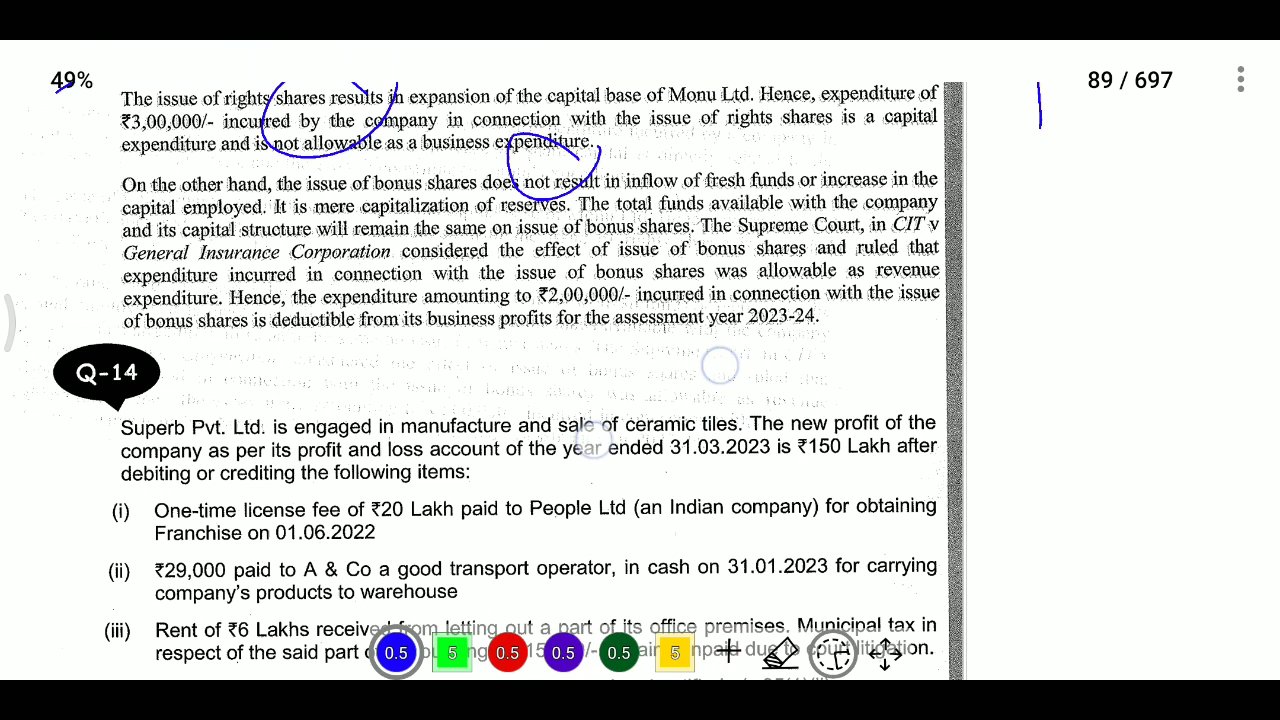 49%
89 / 697
The issue of rights shares results in expansion of the capital base of Monu Ltd. Hence, expenditure of
₹3,00,000/- incurred by the company in connection with the issue of rights shares is a capital
expenditure and is not allowable as a business expenditure.
On the other hand, the issue of bonus shares does not result in inflow of fresh funds or increase in the
capital employed. It is mere capitalization of reserves. The total funds available with the company
and its capital structure will remain the same on issue of bonus shares. The Supreme Court, in CIT v
General Insurance Corporation considered the effect of issue of bonus shares and ruled that
expenditure incurred in connection with the issue of bonus shares was allowable as revenue
expenditure. Hence, the expenditure amounting to ₹2,00,000/- incurred in connection with the issue
of bonus shares is deductible from its business profits for the assessment year 2023-24.
Q-14
Superb Pvt. Ltd. is engaged in manufacture and sale of ceramic tiles. The new profit of the
company as per its profit and loss account of the year ended 31.03.2023 is ₹150 Lakh after
debiting or crediting the following items:
(i) One-time license fee of ₹20 Lakh paid to People Ltd (an Indian company) for obtaining
Franchise on 01.06.2022
(ii) ₹29,000 paid to A & Co a good transport operator, in cash on 31.01.2023 for carrying
company's products to warehouse
(iii) Rent of ₹6 Lakhs received from letting out a part of its office premises. Municipal tax in
respect of the said part due to court litigation.
0.5 5 0.5 0.5 0.5 5